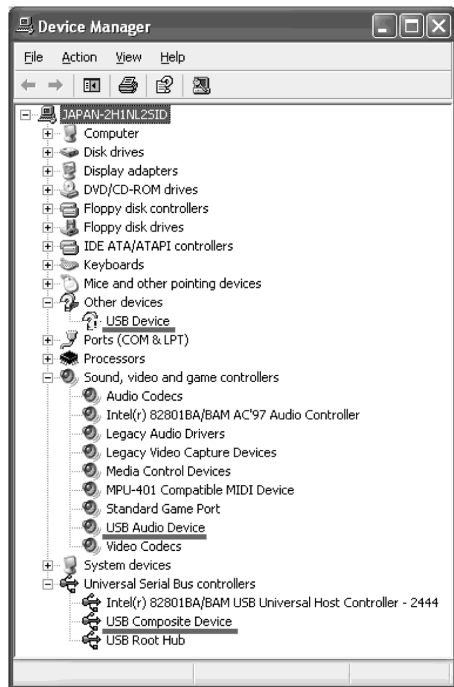 Device Manager
File Action View Help
JAPAN-2H1NL2SID
Computer
Disk drives
Display adapters
DVD/CD-ROM drives
Floppy disk controllers
Floppy disk drives
IDE ATA/ATAPI controllers
Keyboards
Mice and other pointing devices
Other devices
USB Device
Ports (COM & LPT)
Processors
Sound, video and game controllers
Audio Codecs
Intel(r) 82801BA/BAM AC'97 Audio Controller
Legacy Audio Drivers
Legacy Video Capture Devices
Media Control Devices
MPU-401 Compatible MIDI Device
Standard Game Port
USB Audio Device
Video Codecs
System devices
Universal Serial Bus controllers
Intel(r) 82801BA/BAM USB Universal Host Controller - 2444
USB Composite Device
USB Root Hub